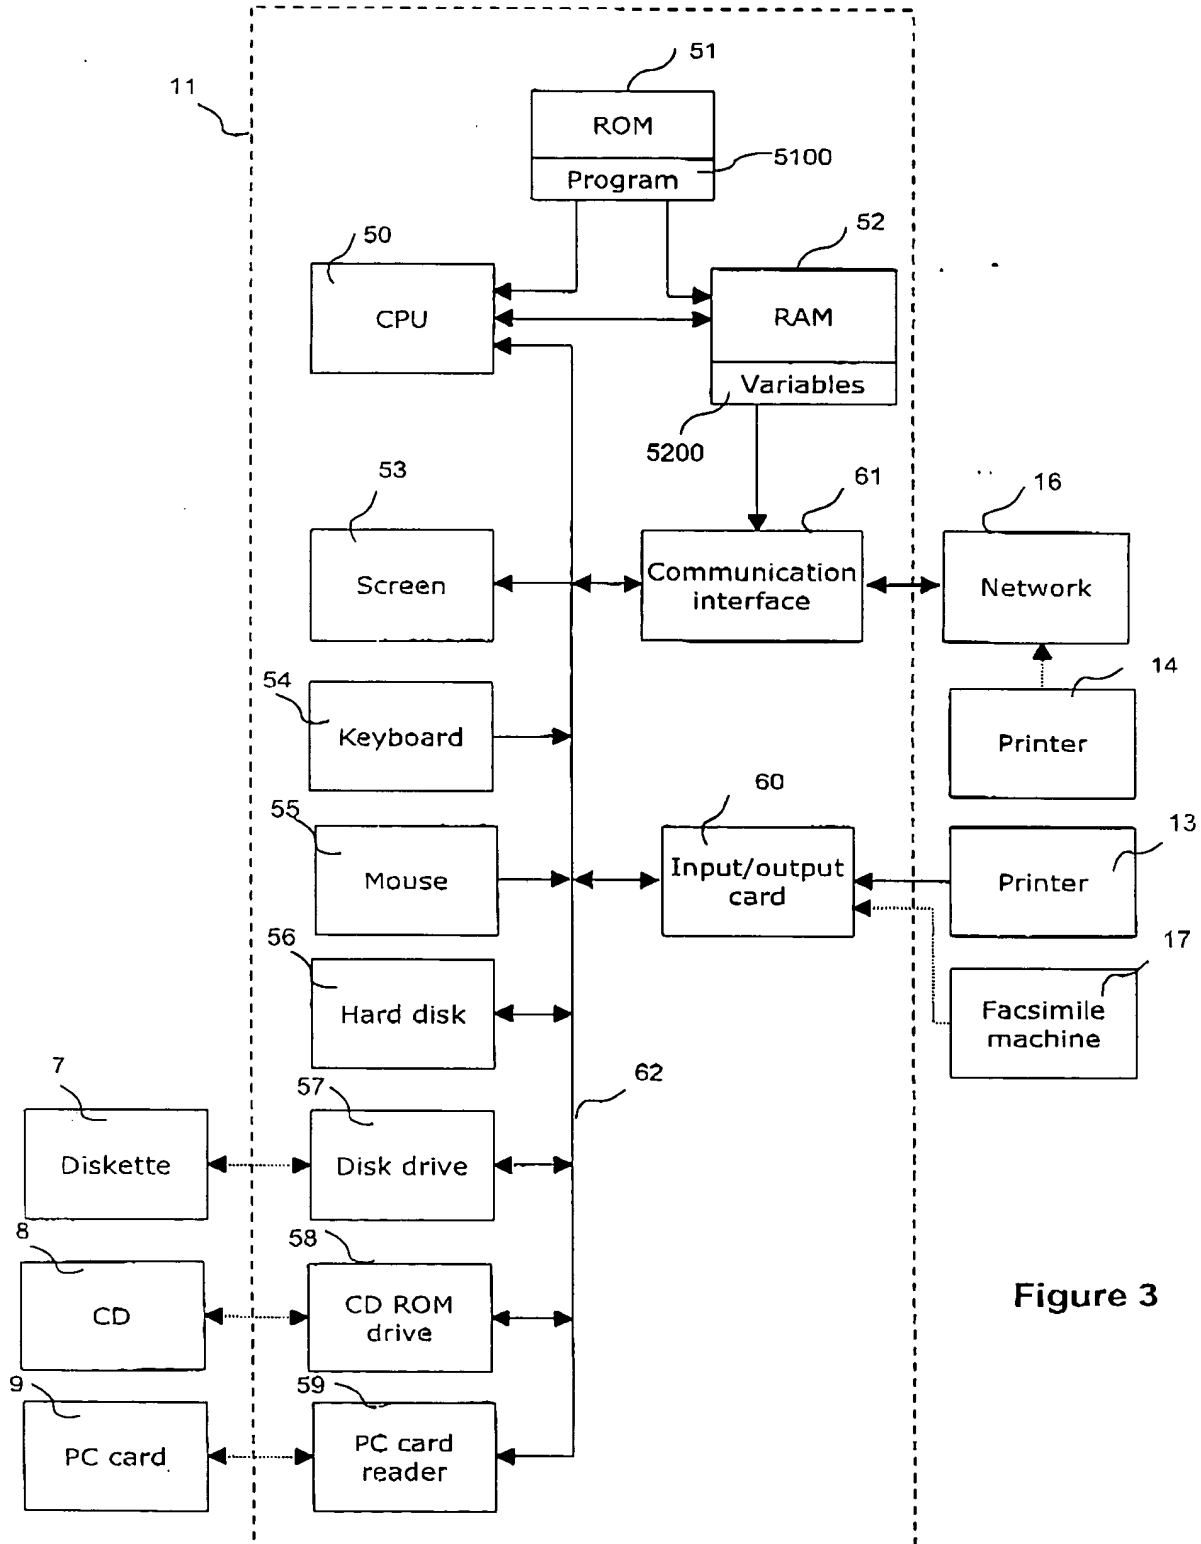 51
11
ROM
5100
Program
50
52
CPU
RAM
Variables
5200
53
61
16
Screen
Communication
interface
Network
14
54
Keyboard
Printer
60
55
13
Mouse
Input/output
card
Printer
56
17
Hard disk
Facsimile
machine
7
57
62
Diskette
Disk drive
8
58
CD
CD ROM
drive
Figure 3
9
59
PC card
PC card
reader